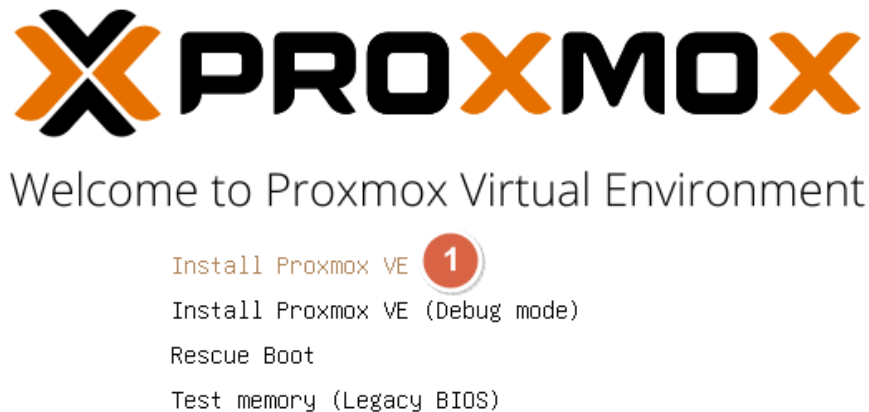 PROXMOX
Welcome to Proxmox Virtual Environment
Install Proxmox VE 1
Install Proxmox VE (Debug mode)
Rescue Boot
Test memory (Legacy BIOS)